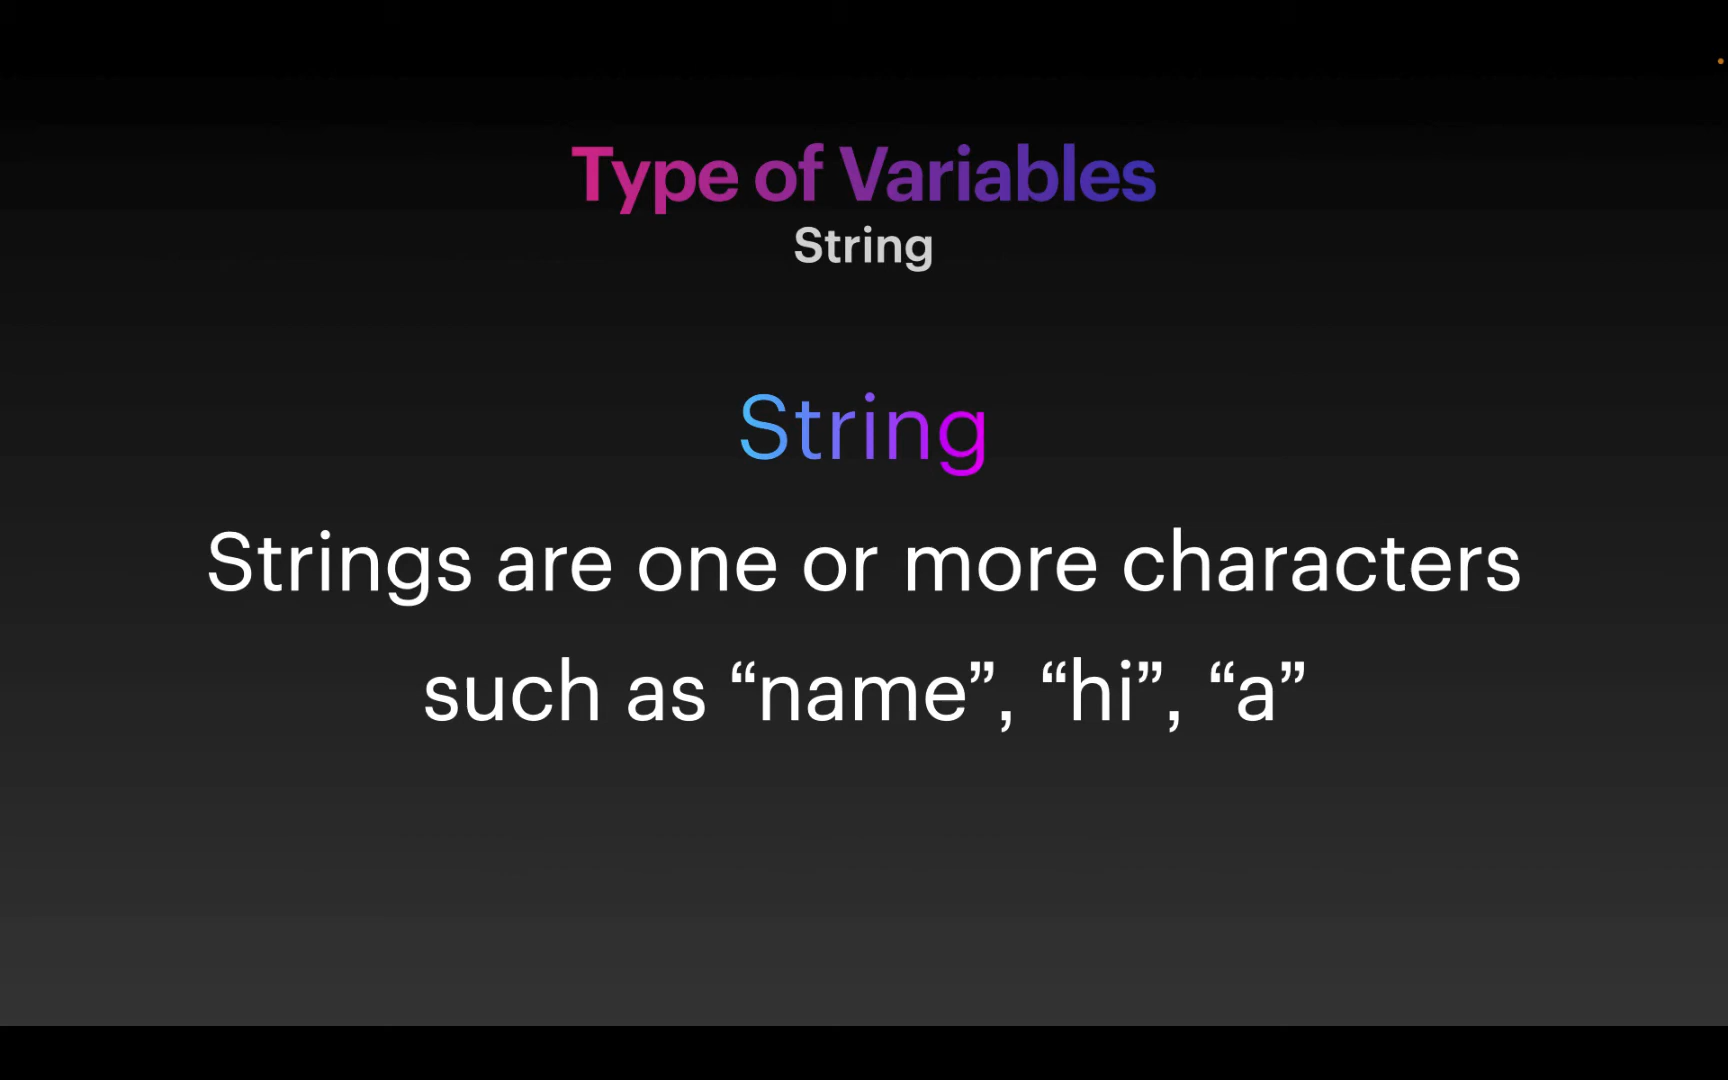 Type of Variables
String
String
Strings are one or more characters
such as “name”, “hi”, “a”